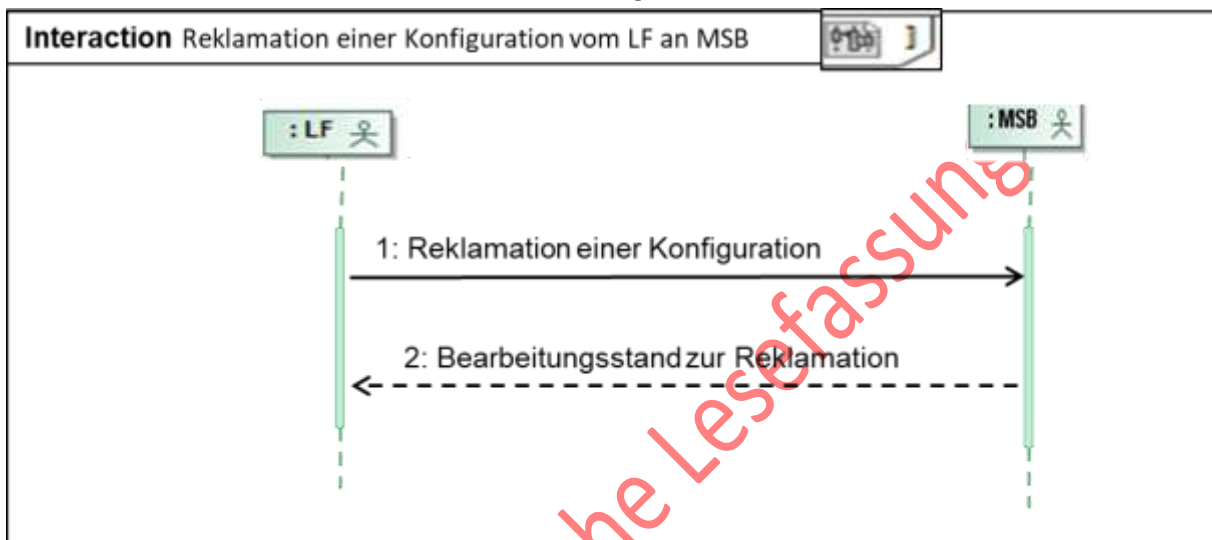 Interaction Reklamation einer Konfiguration vom LF an MSB
: LF
: MSB
1: Reklamation einer Konfiguration
2: Bearbeitungsstand zur Reklamation
he Lesefassung